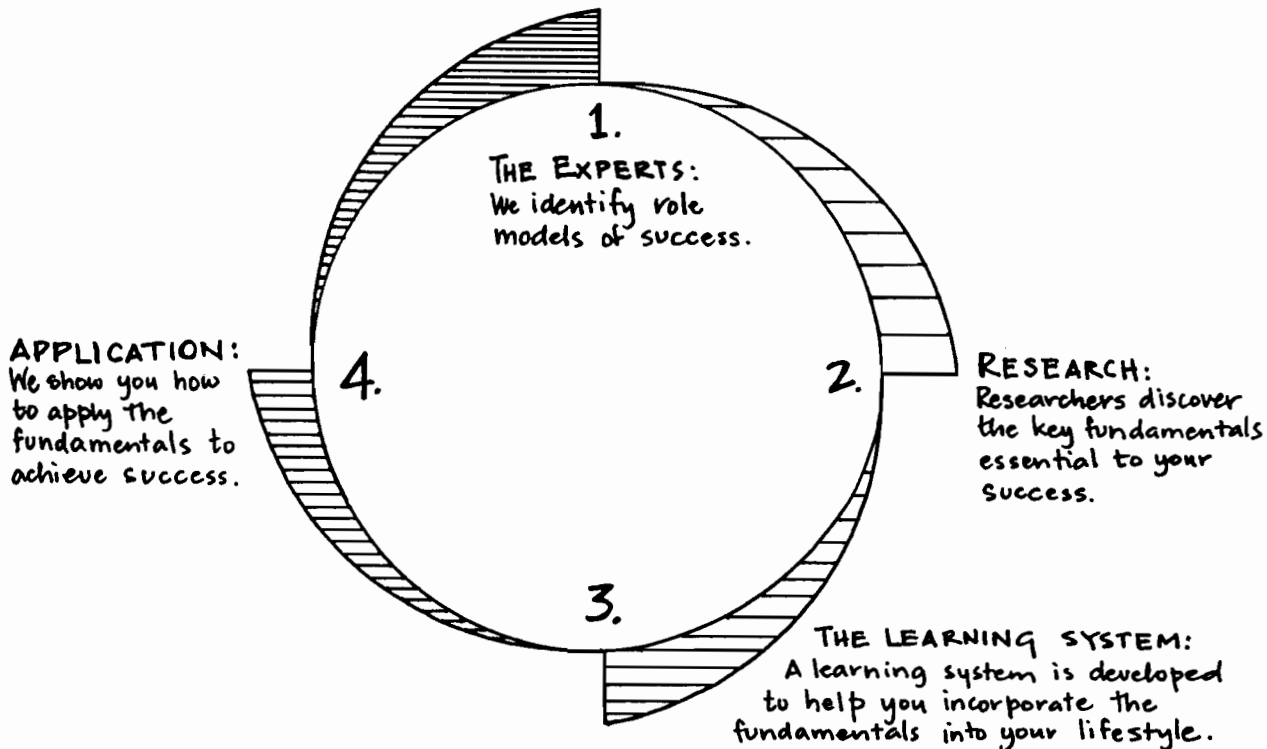 1.
THE EXPERTS:
We identify role
models of success.
2.
RESEARCH:
Researchers discover
the key fundamentals
essential to your
success.
3.
THE LEARNING SYSTEM:
A learning system is developed
to help you incorporate the
fundamentals into your lifestyle.
4.
APPLICATION:
We show you how
to apply the
fundamentals to
achieve success.